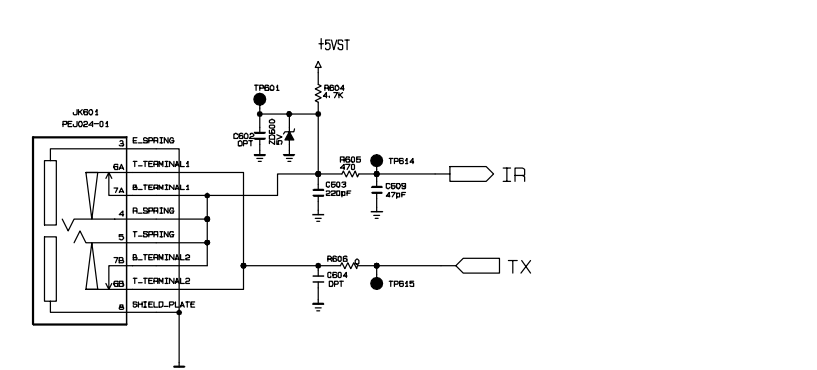 +5VST
TP601
R604
4.7K
JK601
PEJ024-01
C602
OPT
ZD600
5V
3 E_SPRING
6A T_TERMINAL1
7A B_TERMINAL1
4 R_SPRING
5 T_SPRING
7B B_TERMINAL2
6B T_TERMINAL2
8 SHIELD_PLATE
R605
470
TP614
IR
C603
220pF
C609
47pF
R606 0
C604
OPT
TP615
TX